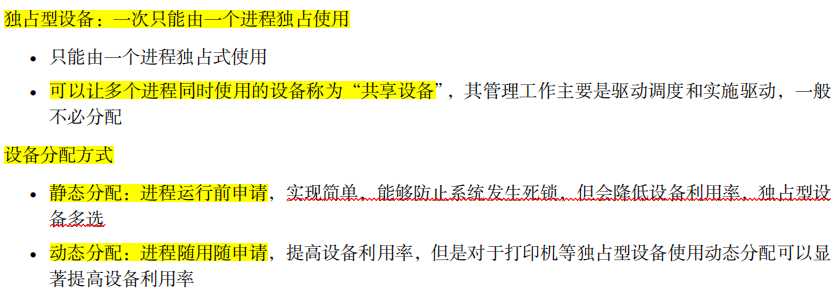 独占型设备：一次只能由一个进程独占使用
• 只能由一个进程独占式使用
• 可以让多个进程同时使用的设备称为“共享设备”，其管理工作主要是驱动调度和实施驱动，一般
不必分配
设备分配方式
• 静态分配：进程运行前申请，实现简单，能够防止系统发生死锁，但会降低设备利用率，独占型设
备多选
• 动态分配：进程随用随申请，提高设备利用率，但是对于打印机等独占型设备使用动态分配可以显
著提高设备利用率